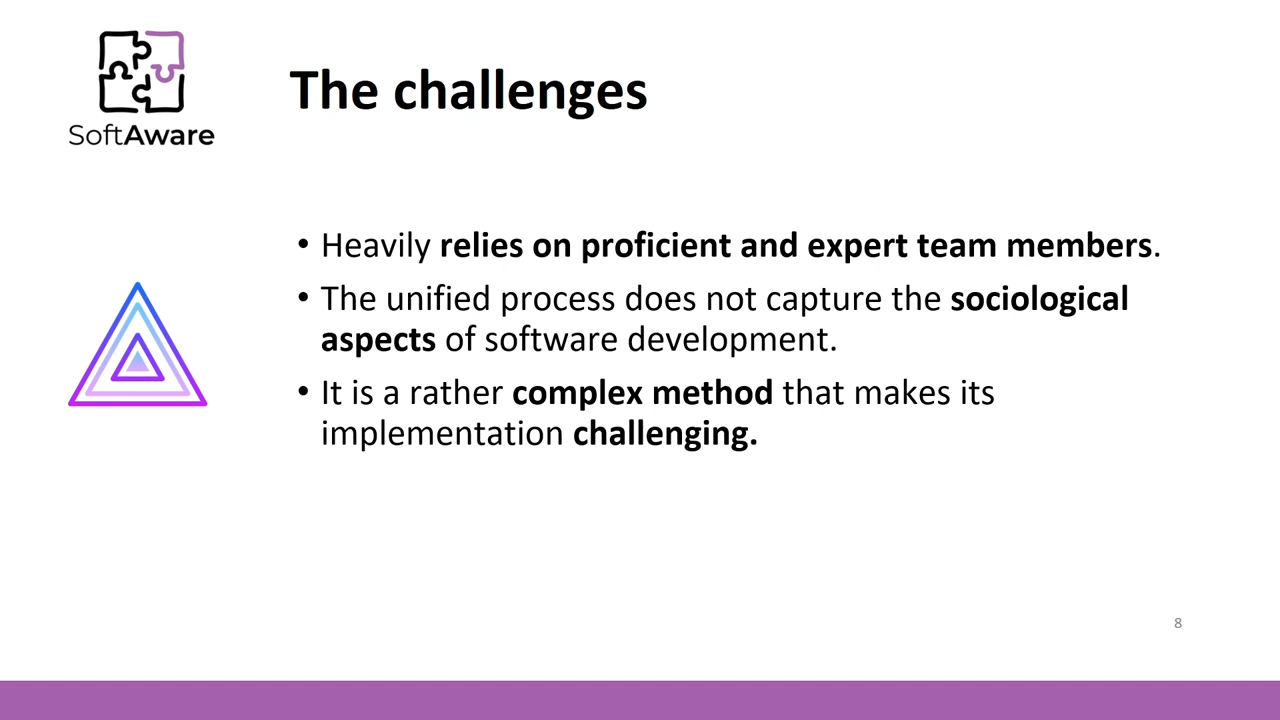 SoftAware
The challenges
• Heavily relies on proficient and expert team members.
• The unified process does not capture the sociological
aspects of software development.
• It is a rather complex method that makes its
implementation challenging.
8